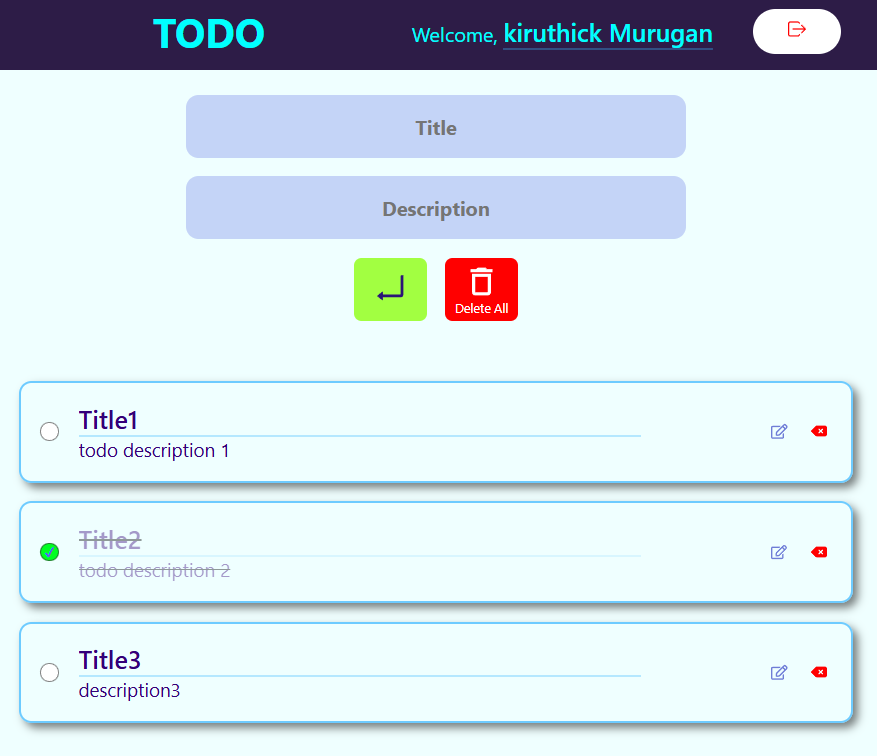 TODO
Welcome, kiruthick Murugan
Title
Description
Delete All
Title1
todo description 1
Title2
todo description 2
Title3
description3